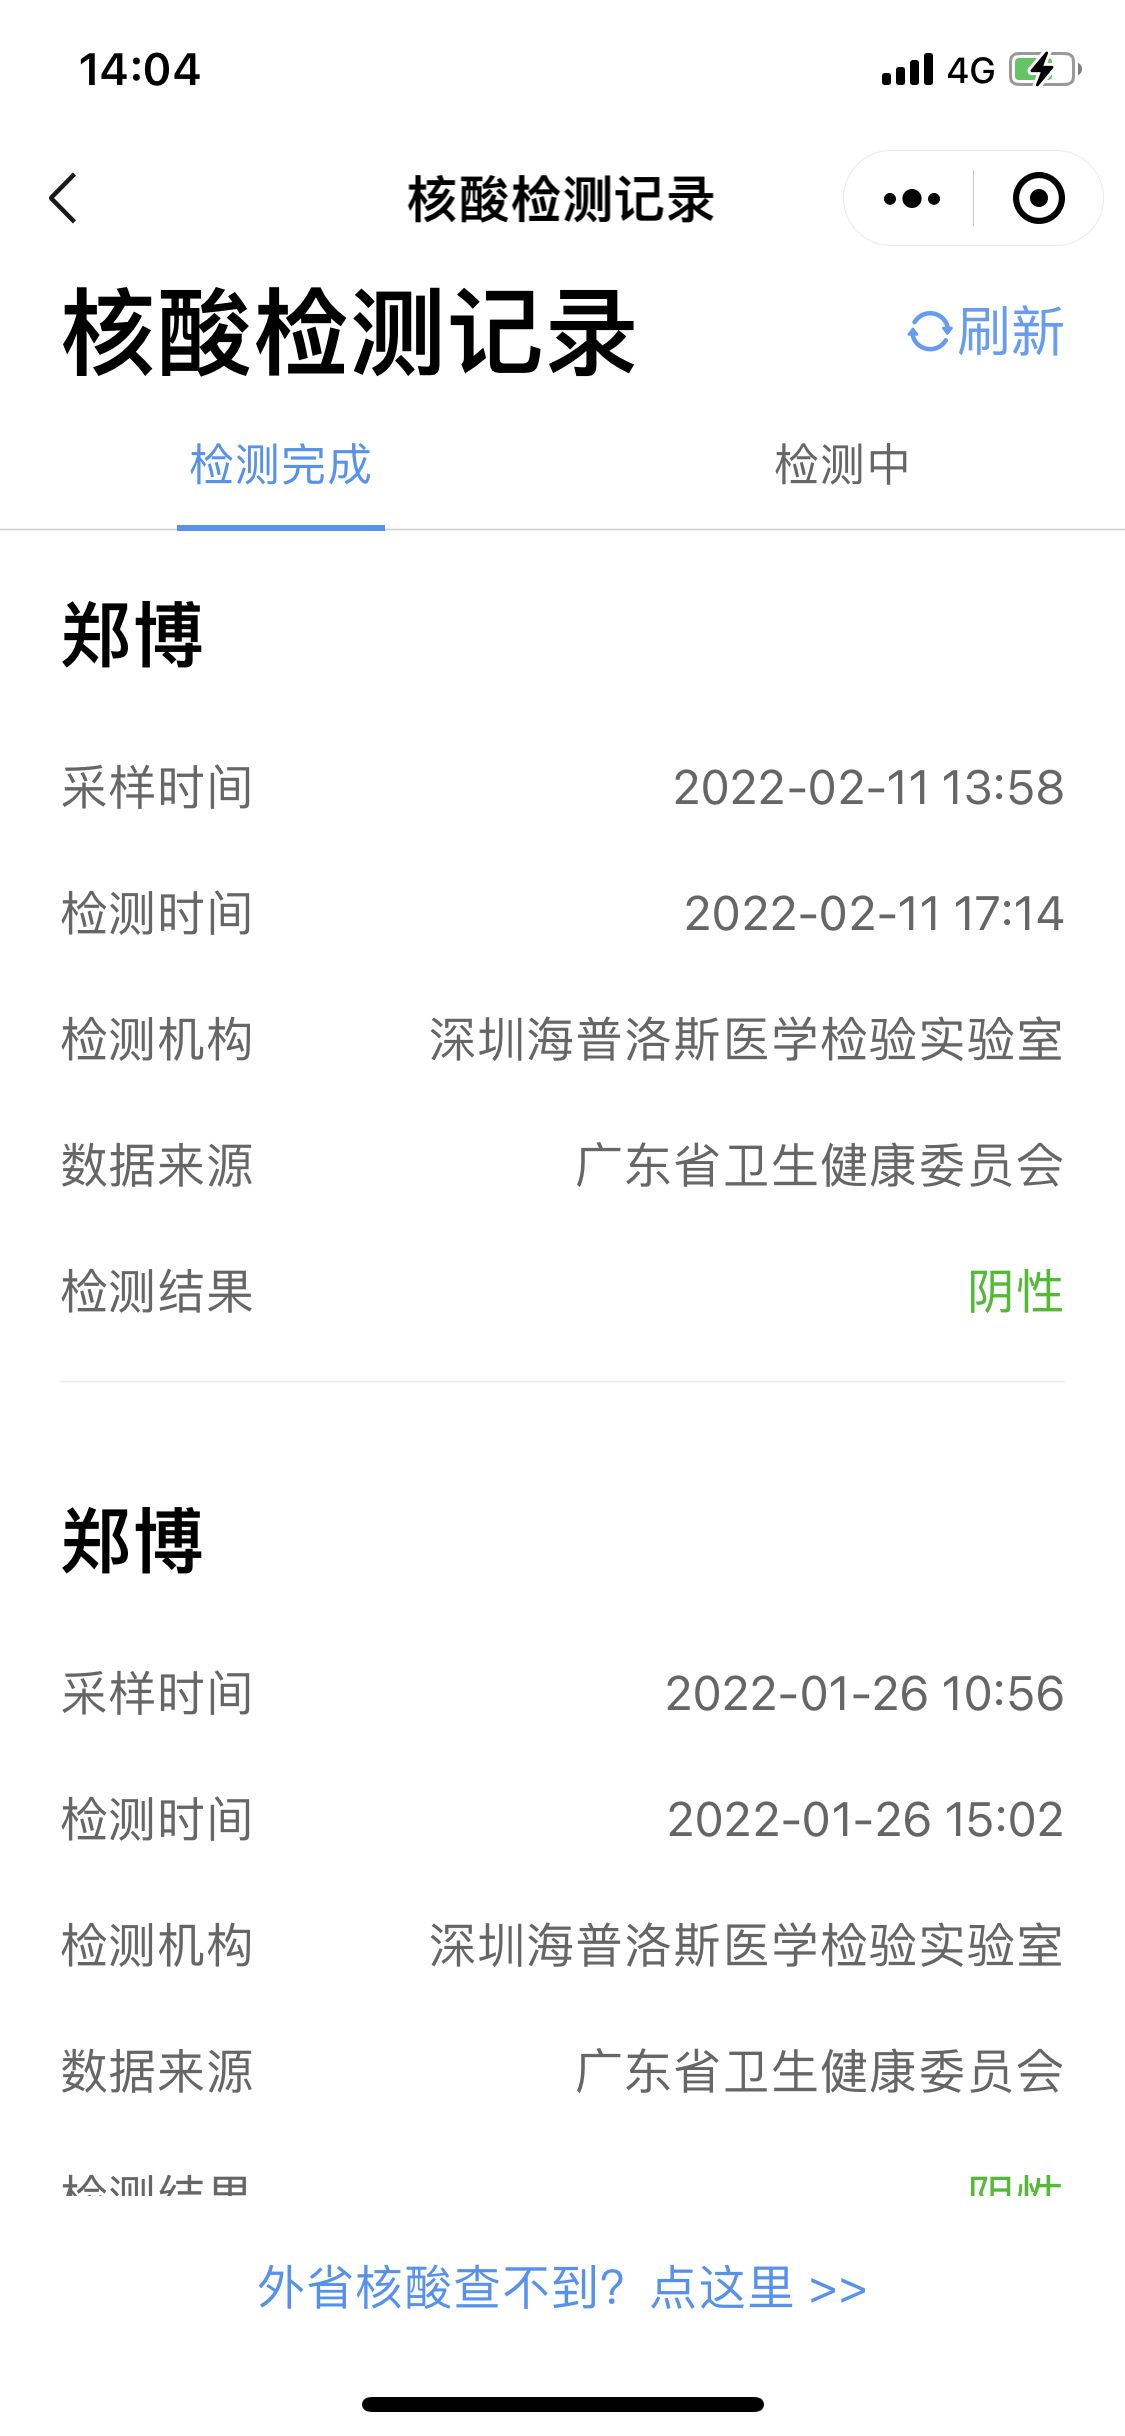 14:04
4G
核酸检测记录
核酸检测记录
刷新
检测完成
检测中
郑博
采样时间
2022-02-11 13:58
检测时间
2022-02-11 17:14
检测机构
深圳海普洛斯医学检验实验室
数据来源
广东省卫生健康委员会
检测结果
阴性
郑博
采样时间
2022-01-26 10:56
检测时间
2022-01-26 15:02
检测机构
深圳海普洛斯医学检验实验室
数据来源
广东省卫生健康委员会
检测结果
阴性
外省核酸查不到？点这里 >>